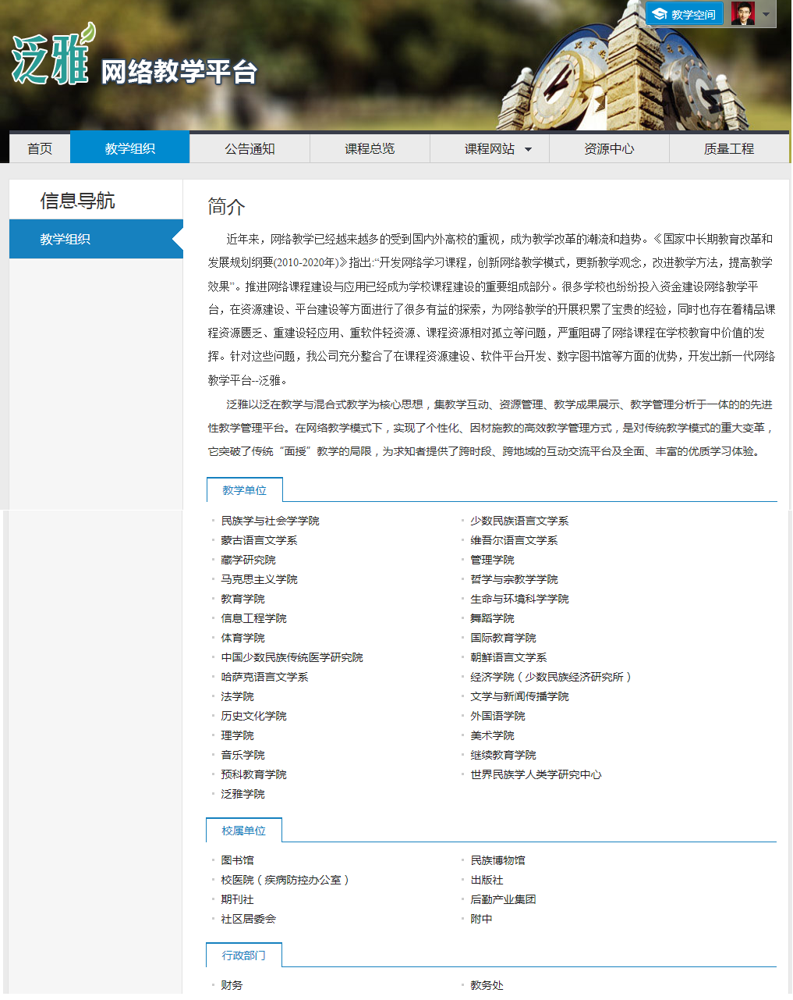 教学空间
泛雅 网络教学平台
首页 教学组织 公告通知 课程总览 课程网站 资源中心 质量工程
信息导航
教学组织
简介
近年来，网络教学已经越来越多的受到国内外高校的重视，成为教学改革的潮流和趋势。《国家中长期教育改革和
发展规划纲要(2010-2020年)》指出:“开发网络学习课程，创新网络教学模式，更新教学观念，改进教学方法，提高教学
效果”。推进网络课程建设与应用已经成为学校课程建设的重要组成部分。很多学校也纷纷投入资金建设网络教学平
台，在资源建设、平台建设等方面进行了很多有益的探索，为网络教学的开展积累了宝贵的经验，同时也存在着精品课
程资源匮乏、重建设轻应用、重软件轻资源、课程资源相对孤立等问题，严重阻碍了网络课程在学校教育中价值的发
挥。针对这些问题，我公司充分整合了在课程资源建设、软件平台开发、数字图书馆等方面的优势，开发出新一代网络
教学平台--泛雅。
泛雅以泛在教学与混合式教学为核心思想，集教学互动、资源管理、教学成果展示、教学管理分析于一体的的先进
性教学管理平台。在网络教学模式下，实现了个性化、因材施教的高效教学管理方式，是对传统教学模式的重大变革，
它突破了传统“面授”教学的局限，为求知者提供了跨时段、跨地域的互动交流平台及全面、丰富的优质学习体验。
教学单位
民族学与社会学学院 少数民族语言文学系
蒙古语言文学系 维吾尔语言文学系
藏学研究院 管理学院
马克思主义学院 哲学与宗教学学院
教育学院 生命与环境科学学院
信息工程学院 舞蹈学院
体育学院 国际教育学院
中国少数民族传统医学研究院 朝鲜语言文学系
哈萨克语言文学系 经济学院（少数民族经济研究所）
法学院 文学与新闻传播学院
历史文化学院 外国语学院
理学院 美术学院
音乐学院 继续教育学院
预科教育学院 世界民族学人类学研究中心
泛雅学院
校属单位
图书馆 民族博物馆
校医院（疾病防控办公室） 出版社
期刊社 后勤产业集团
社区居委会 附中
行政部门
财务 教务处